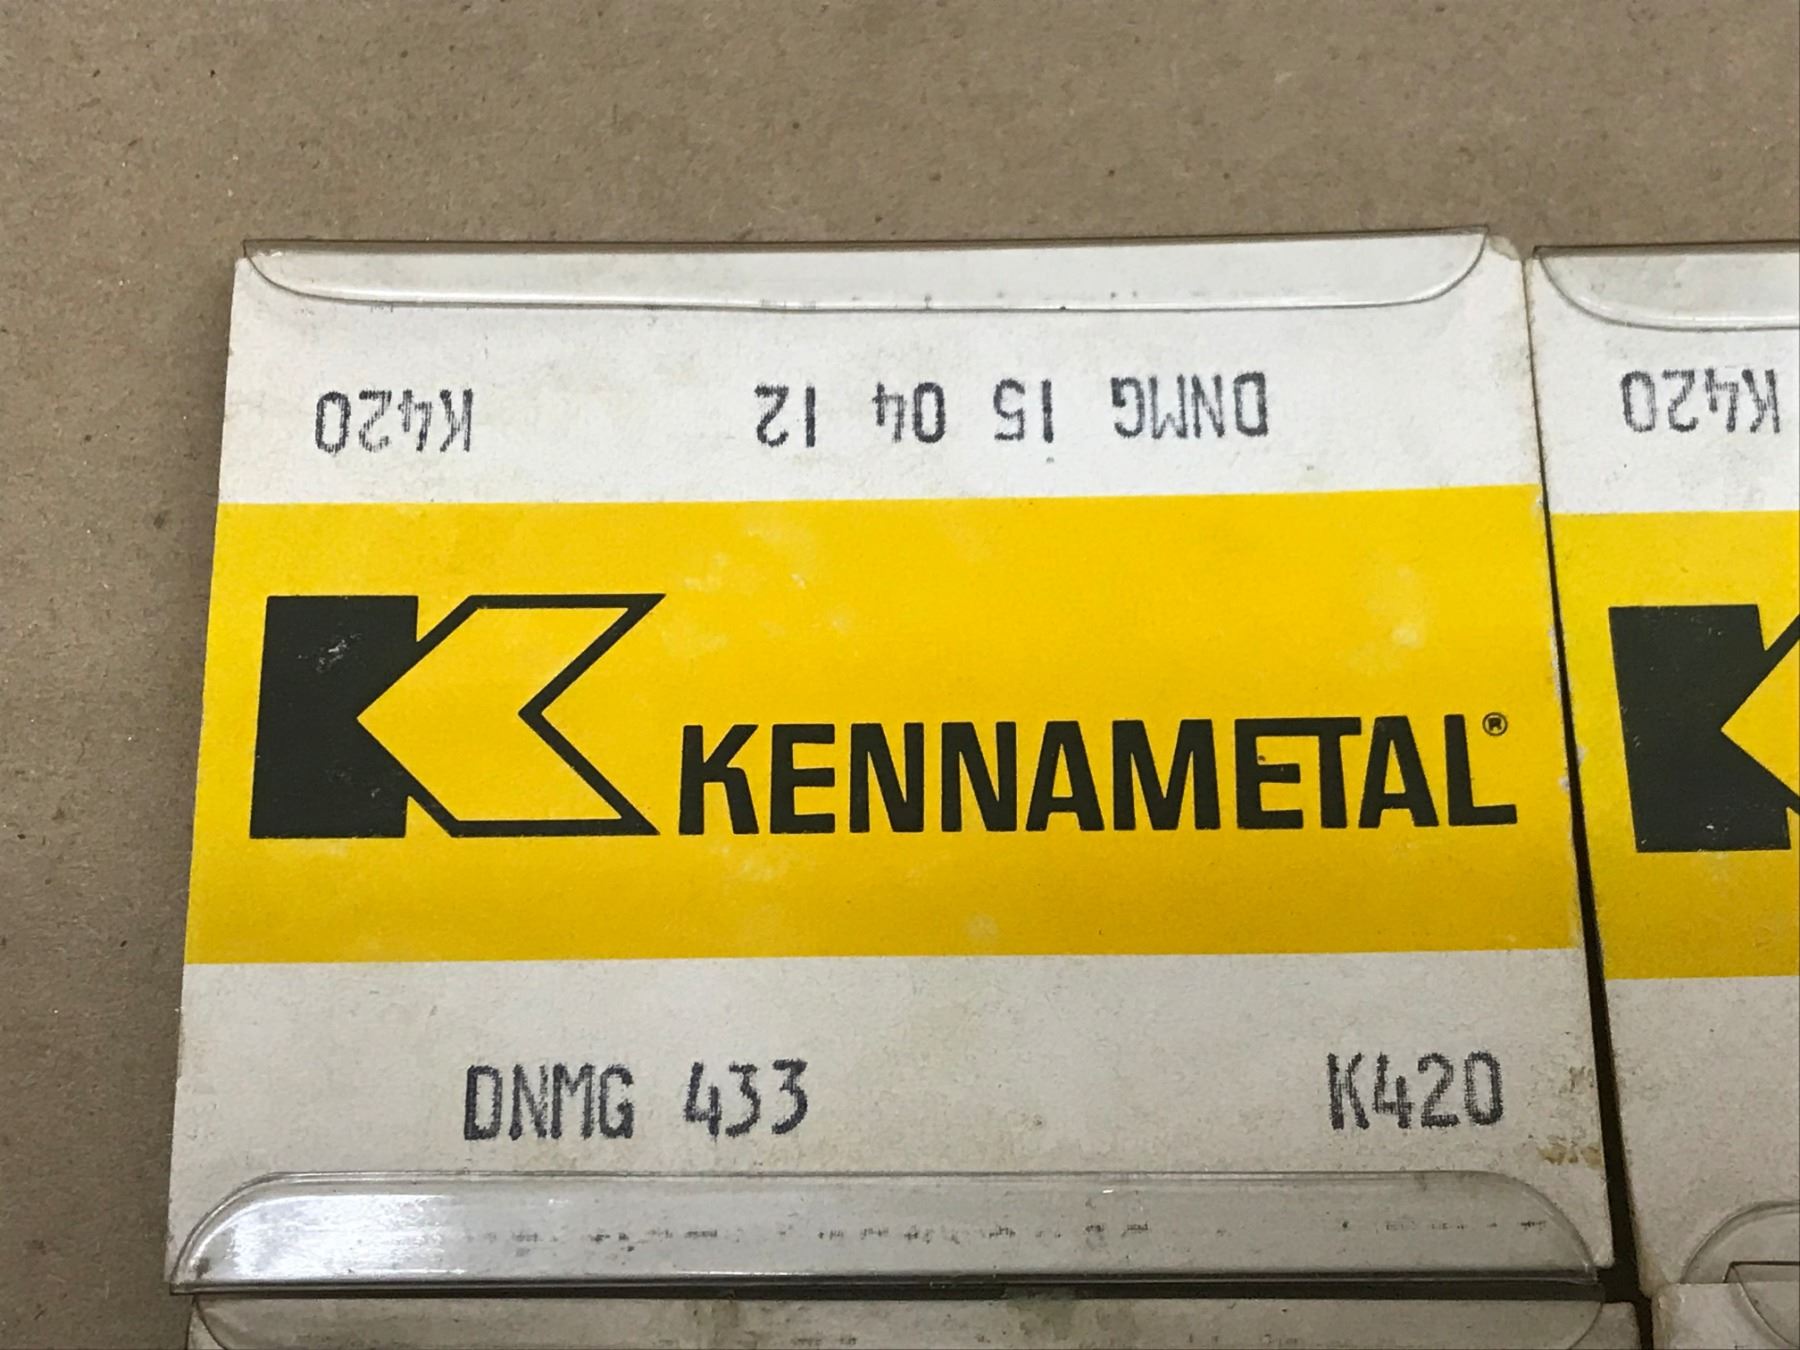 DNMG 15 04 12 K420
K420
KENNAMETAL®
DNMG 433 K420